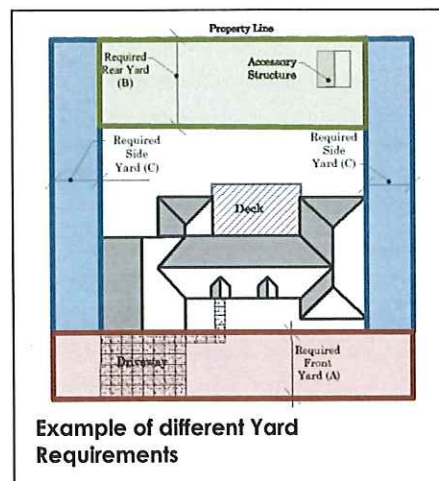 Property Line
Required
Rear Yard
(B)
Accessory
Structure
Required
Side
Yard (C)
Required
Side
Yard (C)
Deck
Driveway
Required
Front
Yard (A)
Example of different Yard
Requirements